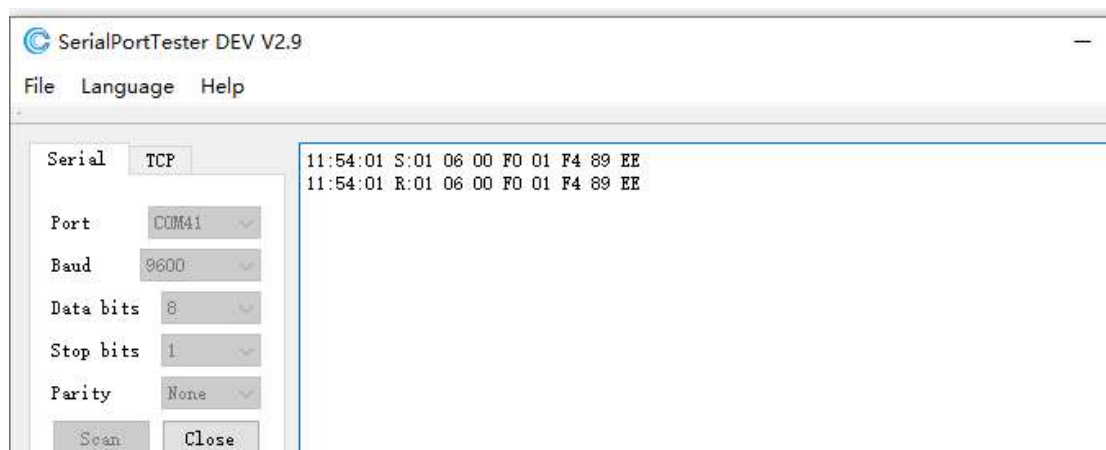 SerialPortTester DEV V2.9
File Language Help
Serial TCP
11:54:01 S:01 06 00 F0 01 F4 89 EE
11:54:01 R:01 06 00 F0 01 F4 89 EE
Port COM41
Baud 9600
Data bits 8
Stop bits 1
Parity None
Scan Close